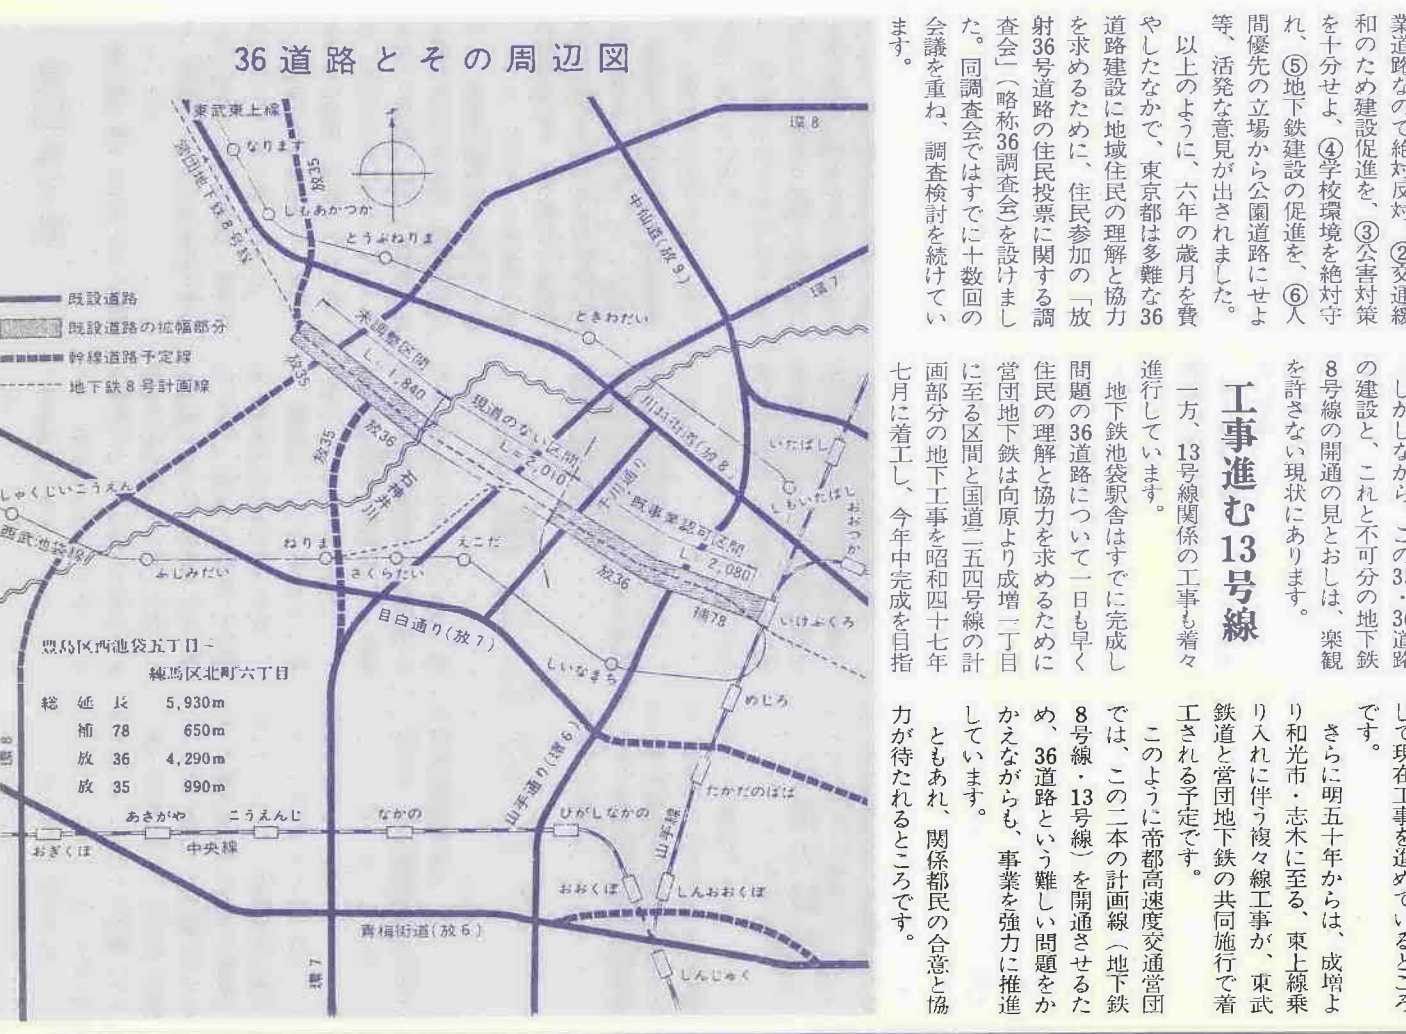 業道路なので絶対反対、②交通緩
和のため建設促進を、③公害対策
を十分せよ、④学校環境を絶対守
れ、⑤地下鉄建設の促進を、⑥人
間優先の立場から公園道路にせよ
等、活発な意見が出されました。
以上のように、六年の歳月を費
やしたなかで、東京都は多難な36
道路建設に地域住民の理解と協力
を求めるために、住民参加の「放
射36号道路の住民投票に関する調
査会」（略称36調査会）を設けまし
た。同調査会ではすでに十数回の
会議を重ね、調査検討を続けてい
ます。
しかしながら、この35・36道路
の建設と、これと不可分の地下鉄
8号線の開通の見とおしは、楽観
を許さない現状にあります。
工事進む13号線
一方、13号線関係の工事も着々
進行しています。
地下鉄池袋駅舎はすでに完成し
問題の36道路について一日も早く
住民の理解と協力を求めるために
営団地下鉄は向原より成増一丁目
に至る区間と国道二五四号線の計
画部分の地下工事を昭和四十七年
七月に着工し、今年中完成を目指
して現在工事を進めているところ
です。
さらに明五十年からは、成増よ
り和光市・志木に至る、東上線乗
り入れに伴う複々線工事が、東武
鉄道と営団地下鉄の共同施行で着
工される予定です。
このように帝都高速度交通営団
では、この二本の計画線（地下鉄
8号線・13号線）を開通させるた
め、36道路という難しい問題をか
かえながらも、事業を強力に推進
しています。
ともあれ、関係都民の合意と協
力が待たれるところです。
36道路とその周辺図
東武東上線
なります
放35
営団地下鉄8号線
しもあかつか
とうぶねりま
環8
中仙道(放9)
環7
ときわだい
既設道路
既設道路の拡幅部分
幹線道路予定線
地下鉄8号計画線
未調整区間
L=1,840
放35
放36
放35
現道のない区間
L=2,010
川越街道(放8)
石神井川
いたばし
しもいたばし
おおつか
既事業認可区間
L=2,080
放36
補78
いけぶくろ
しゃくじいこうえん
西武池袋線
ふじみだい
ねりま
さくらだい
えこだ
目白通り(放7)
しいなまち
めじろ
豊島区西池袋五丁目～
練馬区北町六丁目
総延長 5,930m
補78 650m
放36 4,290m
放35 990m
環8
山手通り(環6)
たかだのばば
山手線
あさがや
こうえんじ
なかの
ひがしなかの
おぎくぼ
中央線
おおくぼ
しんおおくぼ
青梅街道(放6)
環7
しんじゅく